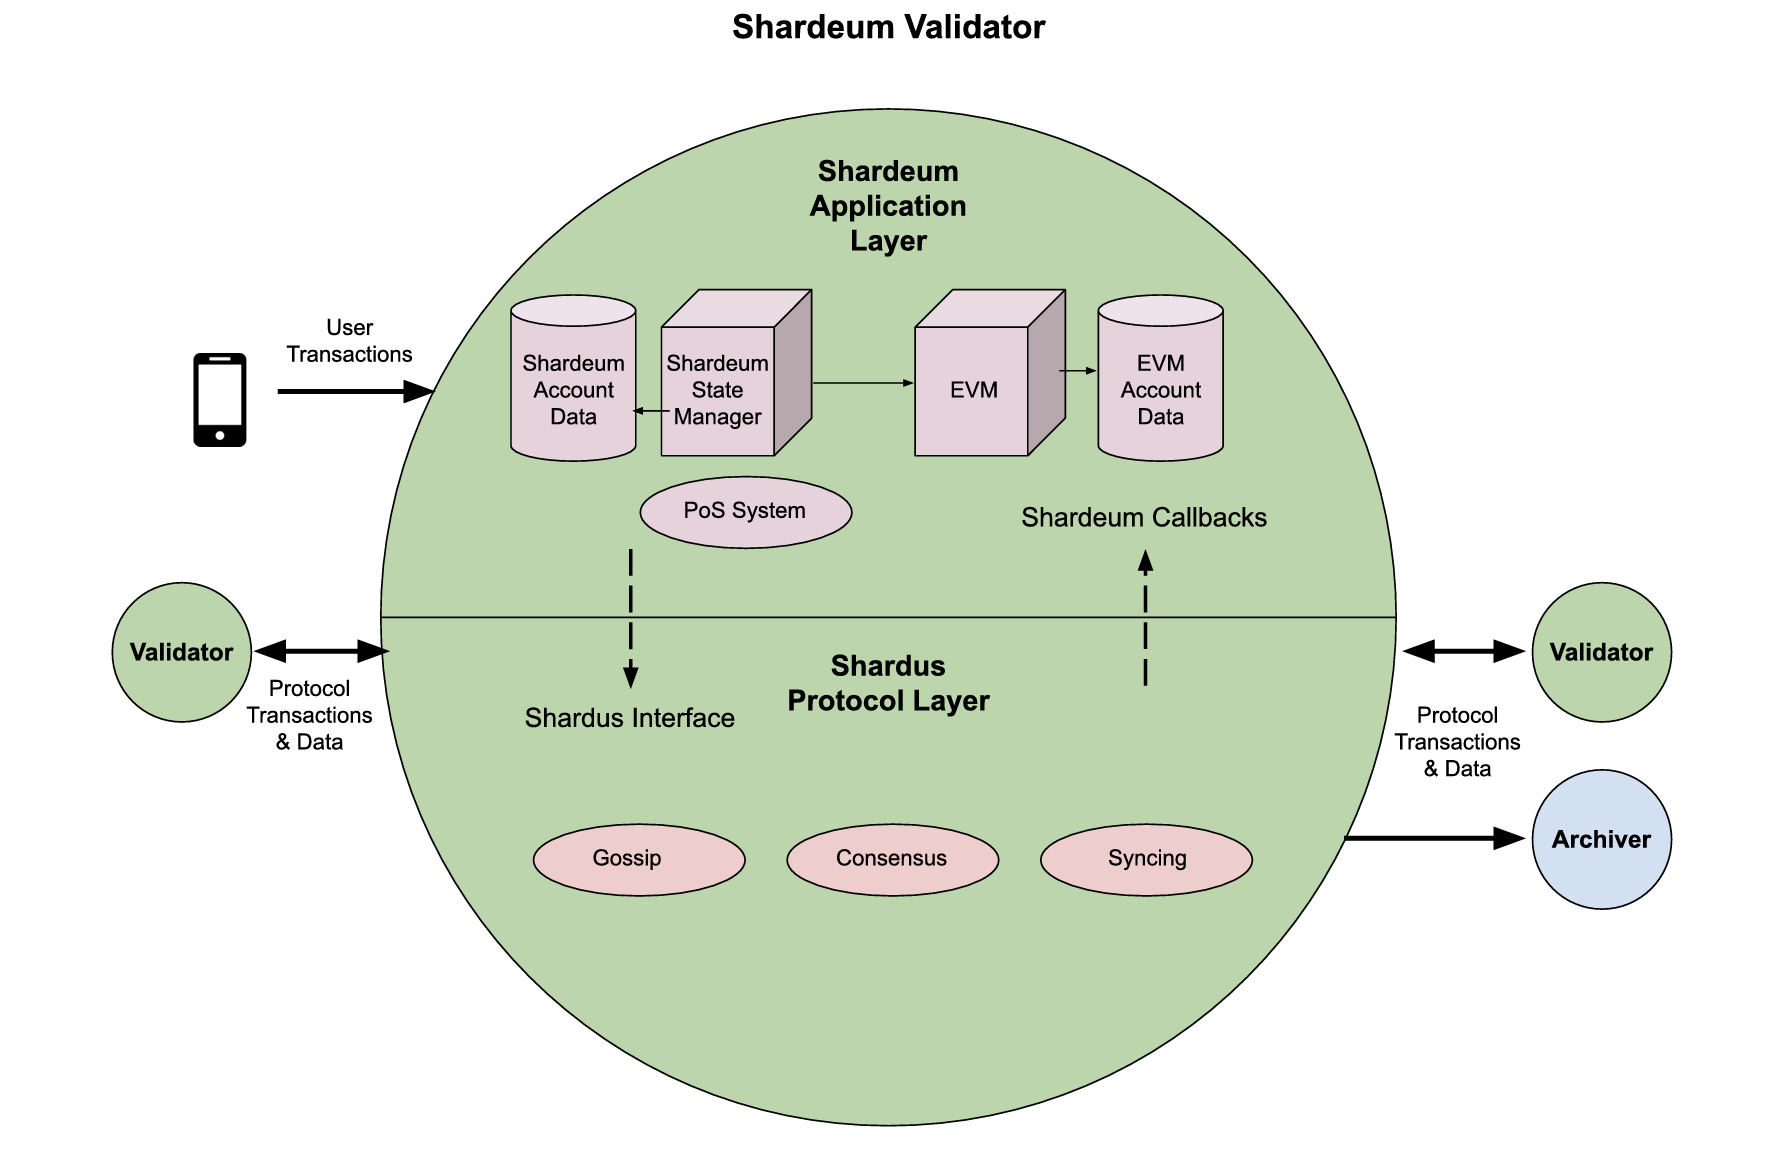 Shardeum Validator
Shardeum
Application
Layer
User
Transactions
Shardeum
Account
Data
Shardeum
State
Manager
EVM
EVM
Account
Data
PoS System
Shardeum Callbacks
Validator
Protocol
Transactions
& Data
Shardus
Protocol Layer
Shardus Interface
Validator
Protocol
Transactions
& Data
Gossip
Consensus
Syncing
Archiver